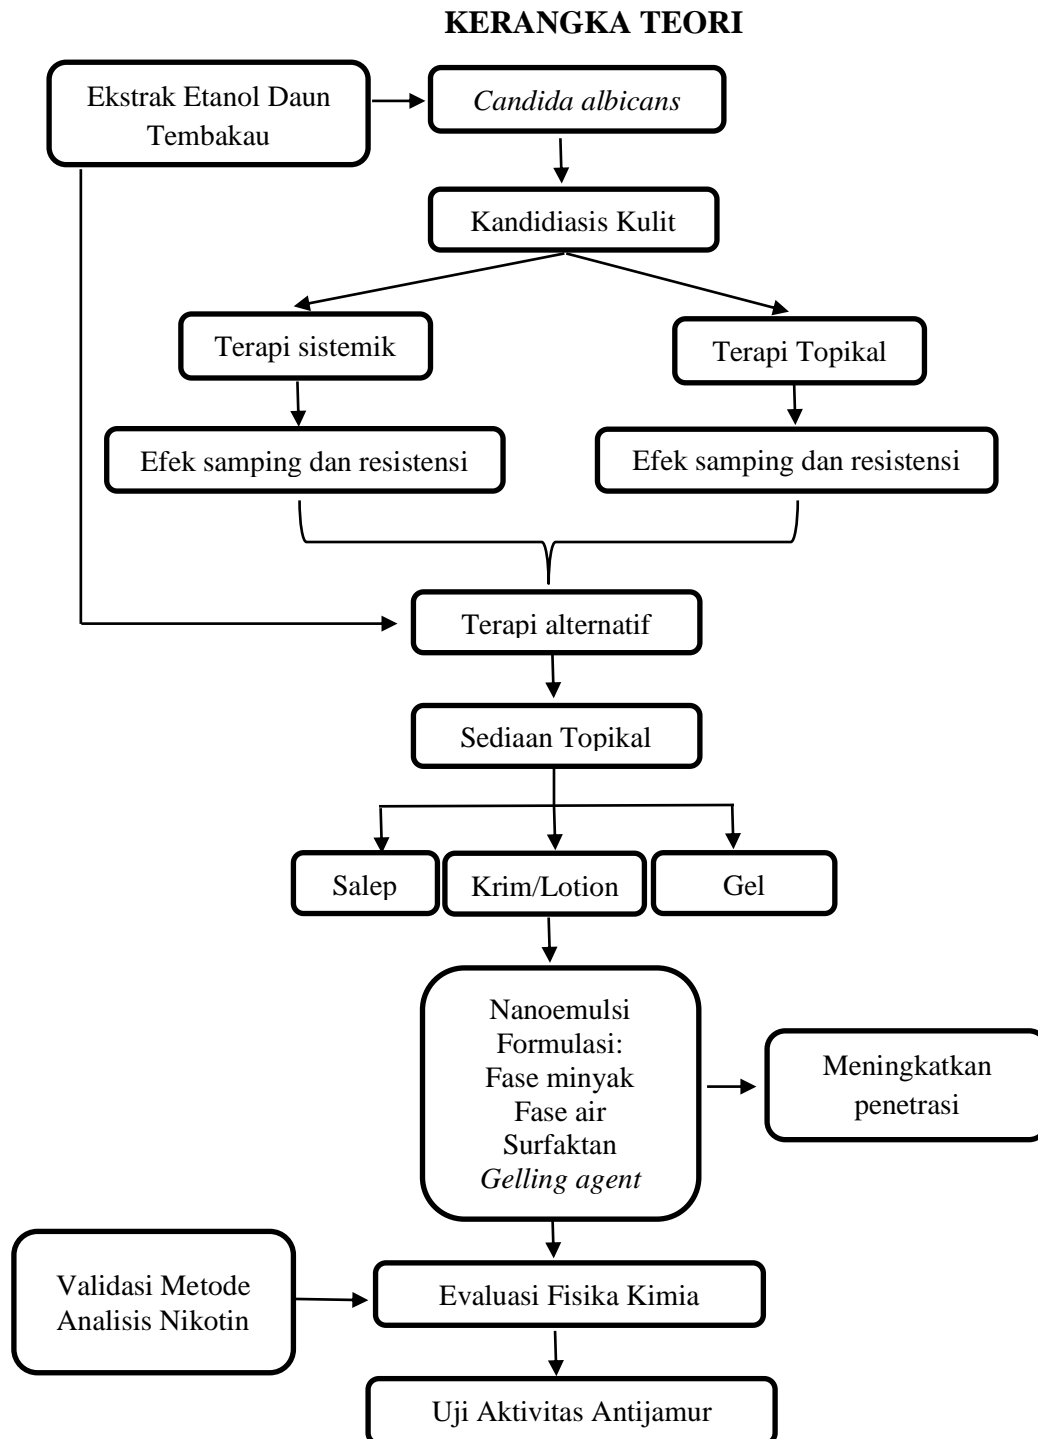 KERANGKA TEORI
Ekstrak Etanol Daun
Tembakau
Candida albicans
Kandidiasis Kulit
Terapi sistemik
Terapi Topikal
Efek samping dan resistensi
Efek samping dan resistensi
Terapi alternatif
Sediaan Topikal
Salep
Krim/Lotion
Gel
Nanoemulsi
Formulasi:
Fase minyak
Fase air
Surfaktan
Gelling agent
Meningkatkan
penetrasi
Validasi Metode
Analisis Nikotin
Evaluasi Fisika Kimia
Uji Aktivitas Antijamur